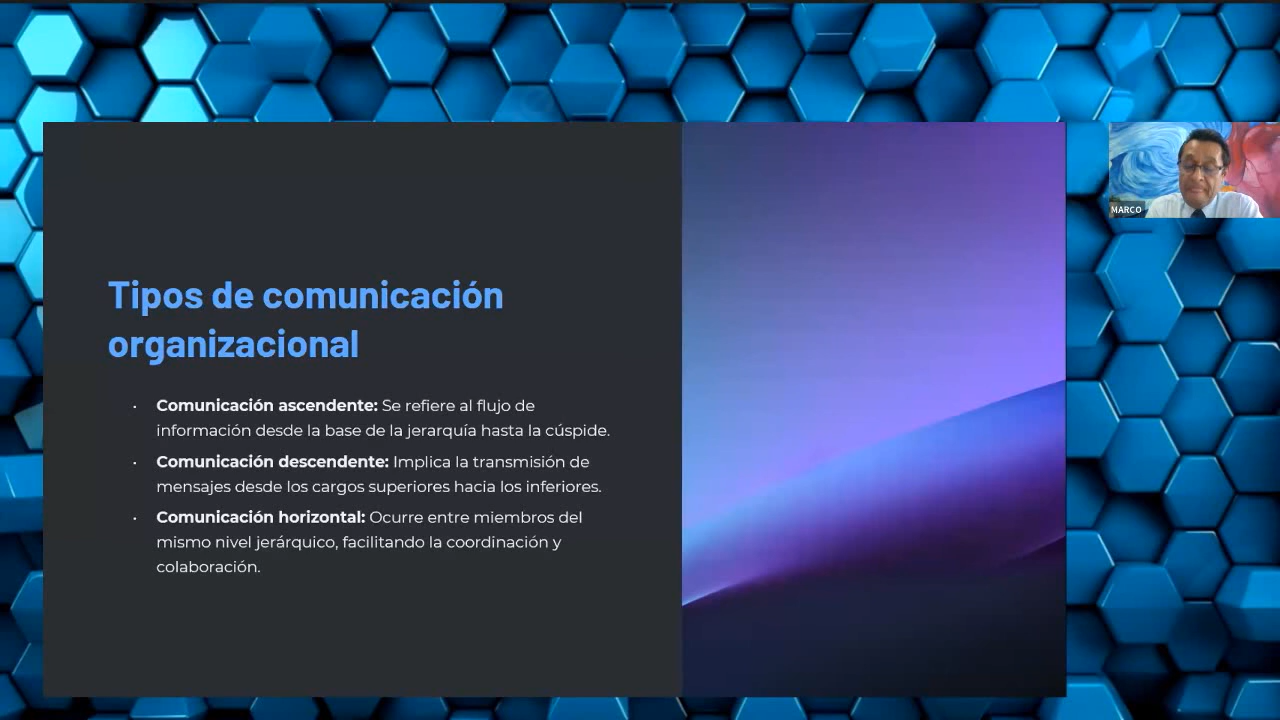 Tipos de comunicación
organizacional
• Comunicación ascendente: Se refiere al flujo de
información desde la base de la jerarquía hasta la cúspide.
• Comunicación descendente: Implica la transmisión de
mensajes desde los cargos superiores hacia los inferiores.
• Comunicación horizontal: Ocurre entre miembros del
mismo nivel jerárquico, facilitando la coordinación y
colaboración.
MARCO